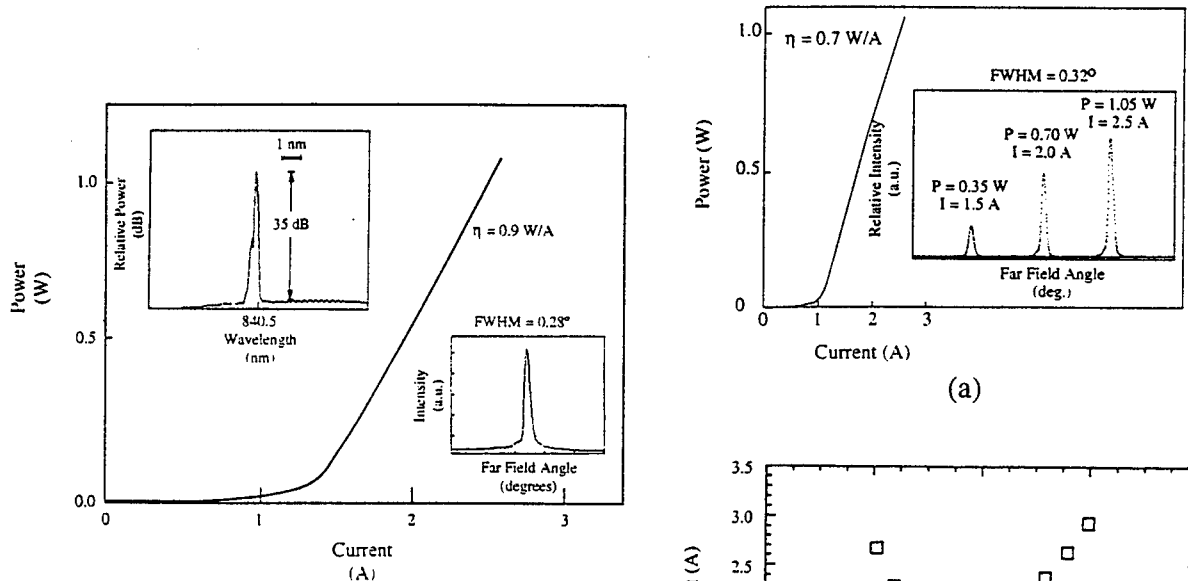 1.0
0.5
0.0
Power
(W)
0
1
2
3
Current
(A)
η = 0.9 W/A
1 nm
35 dB
Relative Power
(dB)
840.5
Wavelength
(nm)
FWHM = 0.28°
Intensity
(a.u.)
Far Field Angle
(degrees)
1.0
0.5
0
Power (W)
η = 0.7 W/A
0
1
2
3
Current (A)
FWHM = 0.32°
P = 1.05 W
I = 2.5 A
P = 0.70 W
I = 2.0 A
P = 0.35 W
I = 1.5 A
Relative Intensity
(a.u.)
Far Field Angle
(deg.)
(a)
3.5
3.0
2.5
(A)